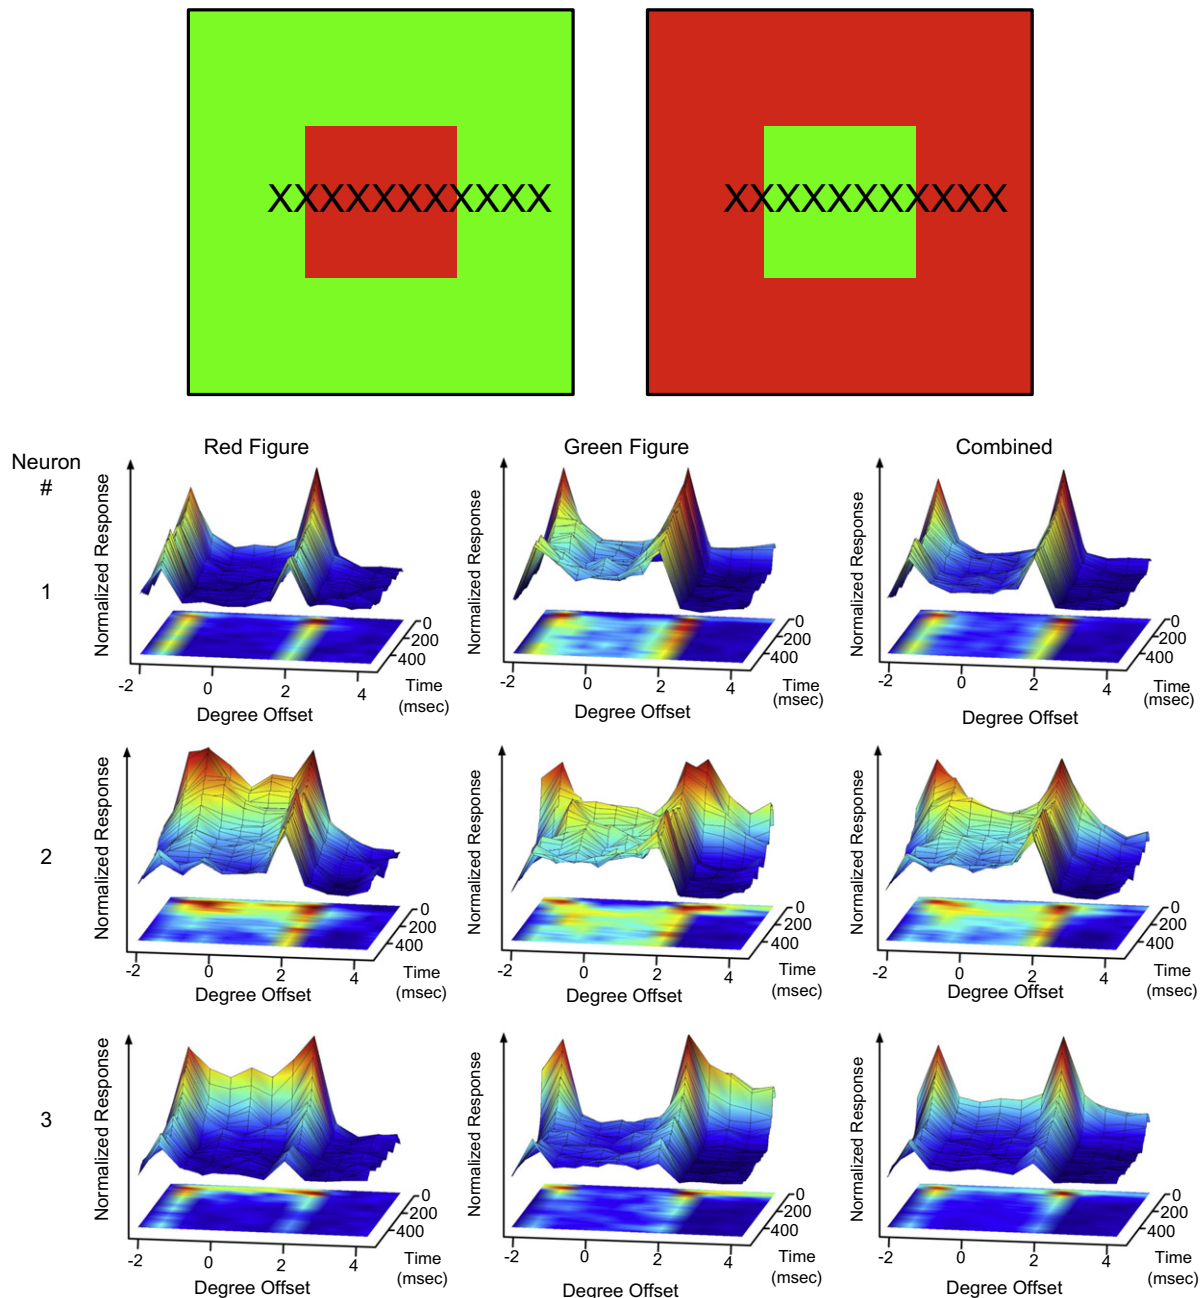 XXXXXXXXXXX XXXXXXXXXXX
Neuron
#
Red Figure Green Figure Combined
1
Normalized Response Normalized Response Normalized Response
0 0 0
200 200 200
400 400 400
-2 0 2 4 -2 0 2 4 -2 0 2 4
Time Time Time
(msec) (msec) (msec)
Degree Offset Degree Offset Degree Offset
2
Normalized Response Normalized Response Normalized Response
0 0 0
200 200 200
400 400 400
-2 0 2 4 -2 0 2 4 -2 0 2 4
Time Time Time
(msec) (msec) (msec)
Degree Offset Degree Offset Degree Offset
3
Normalized Response Normalized Response Normalized Response
0 0 0
200 200 200
400 400 400
-2 0 2 4 -2 0 2 4 -2 0 2 4
Time Time Time
(msec) (msec) (msec)
Degree Offset Degree Offset Degree Offset